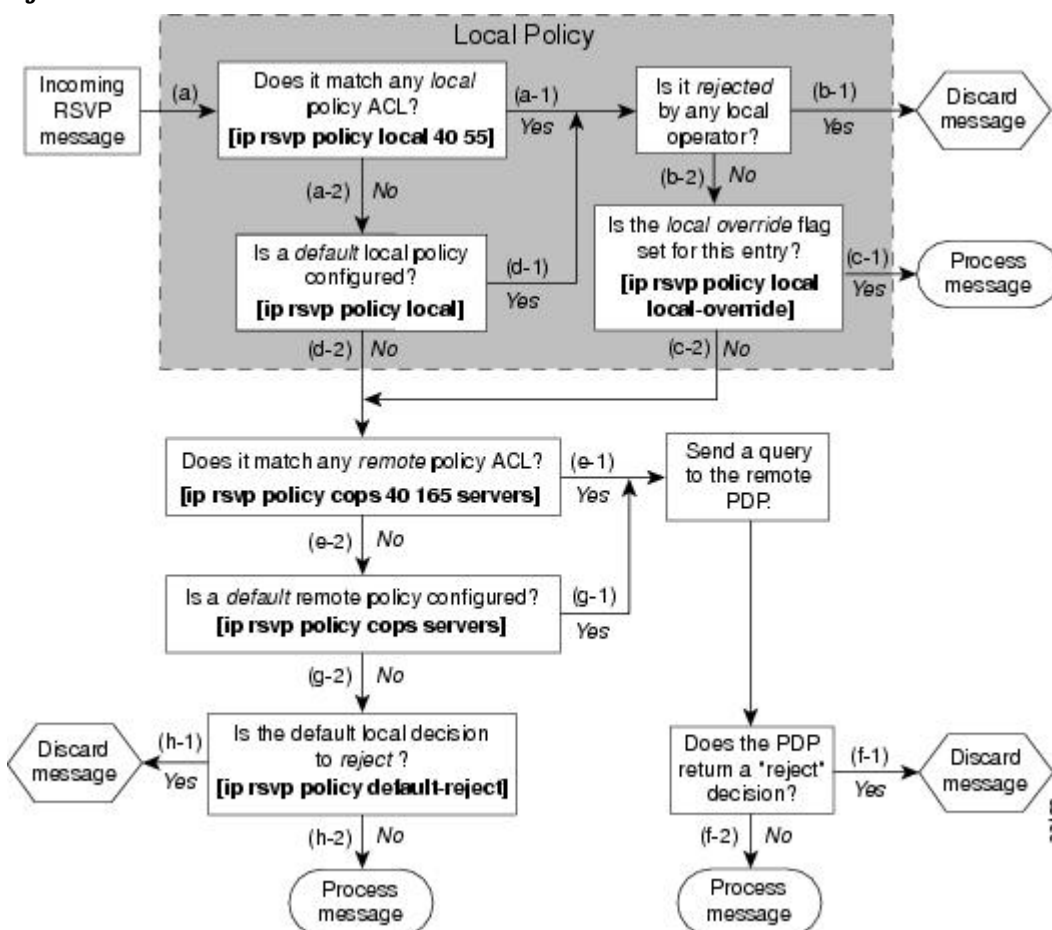 Local Policy
Incoming
RSVP
message
(a)
Does it match any local
policy ACL?
[ip rsvp policy local 40 55]
(a-1)
Yes
Is it rejected
by any local
operator?
(b-1)
Yes
Discard
message
(a-2) No
(b-2) No
Is a default local policy
configured?
[ip rsvp policy local]
(d-1)
Yes
Is the local override flag
set for this entry?
[ip rsvp policy local
local-override]
(c-1)
Yes
Process
message
(d-2) No
(c-2) No
Does it match any remote policy ACL?
[ip rsvp policy cops 40 165 servers]
(e-1)
Yes
Send a query
to the remote
PDP.
(e-2) No
Is a default remote policy configured?
[ip rsvp policy cops servers]
(g-1)
Yes
(g-2) No
Discard
message
(h-1)
Yes
Is the default local decision
to reject ?
[ip rsvp policy default-reject]
Does the PDP
return a "reject"
decision?
(f-1)
Yes
Discard
message
(h-2) No
(f-2) No
Process
message
Process
message